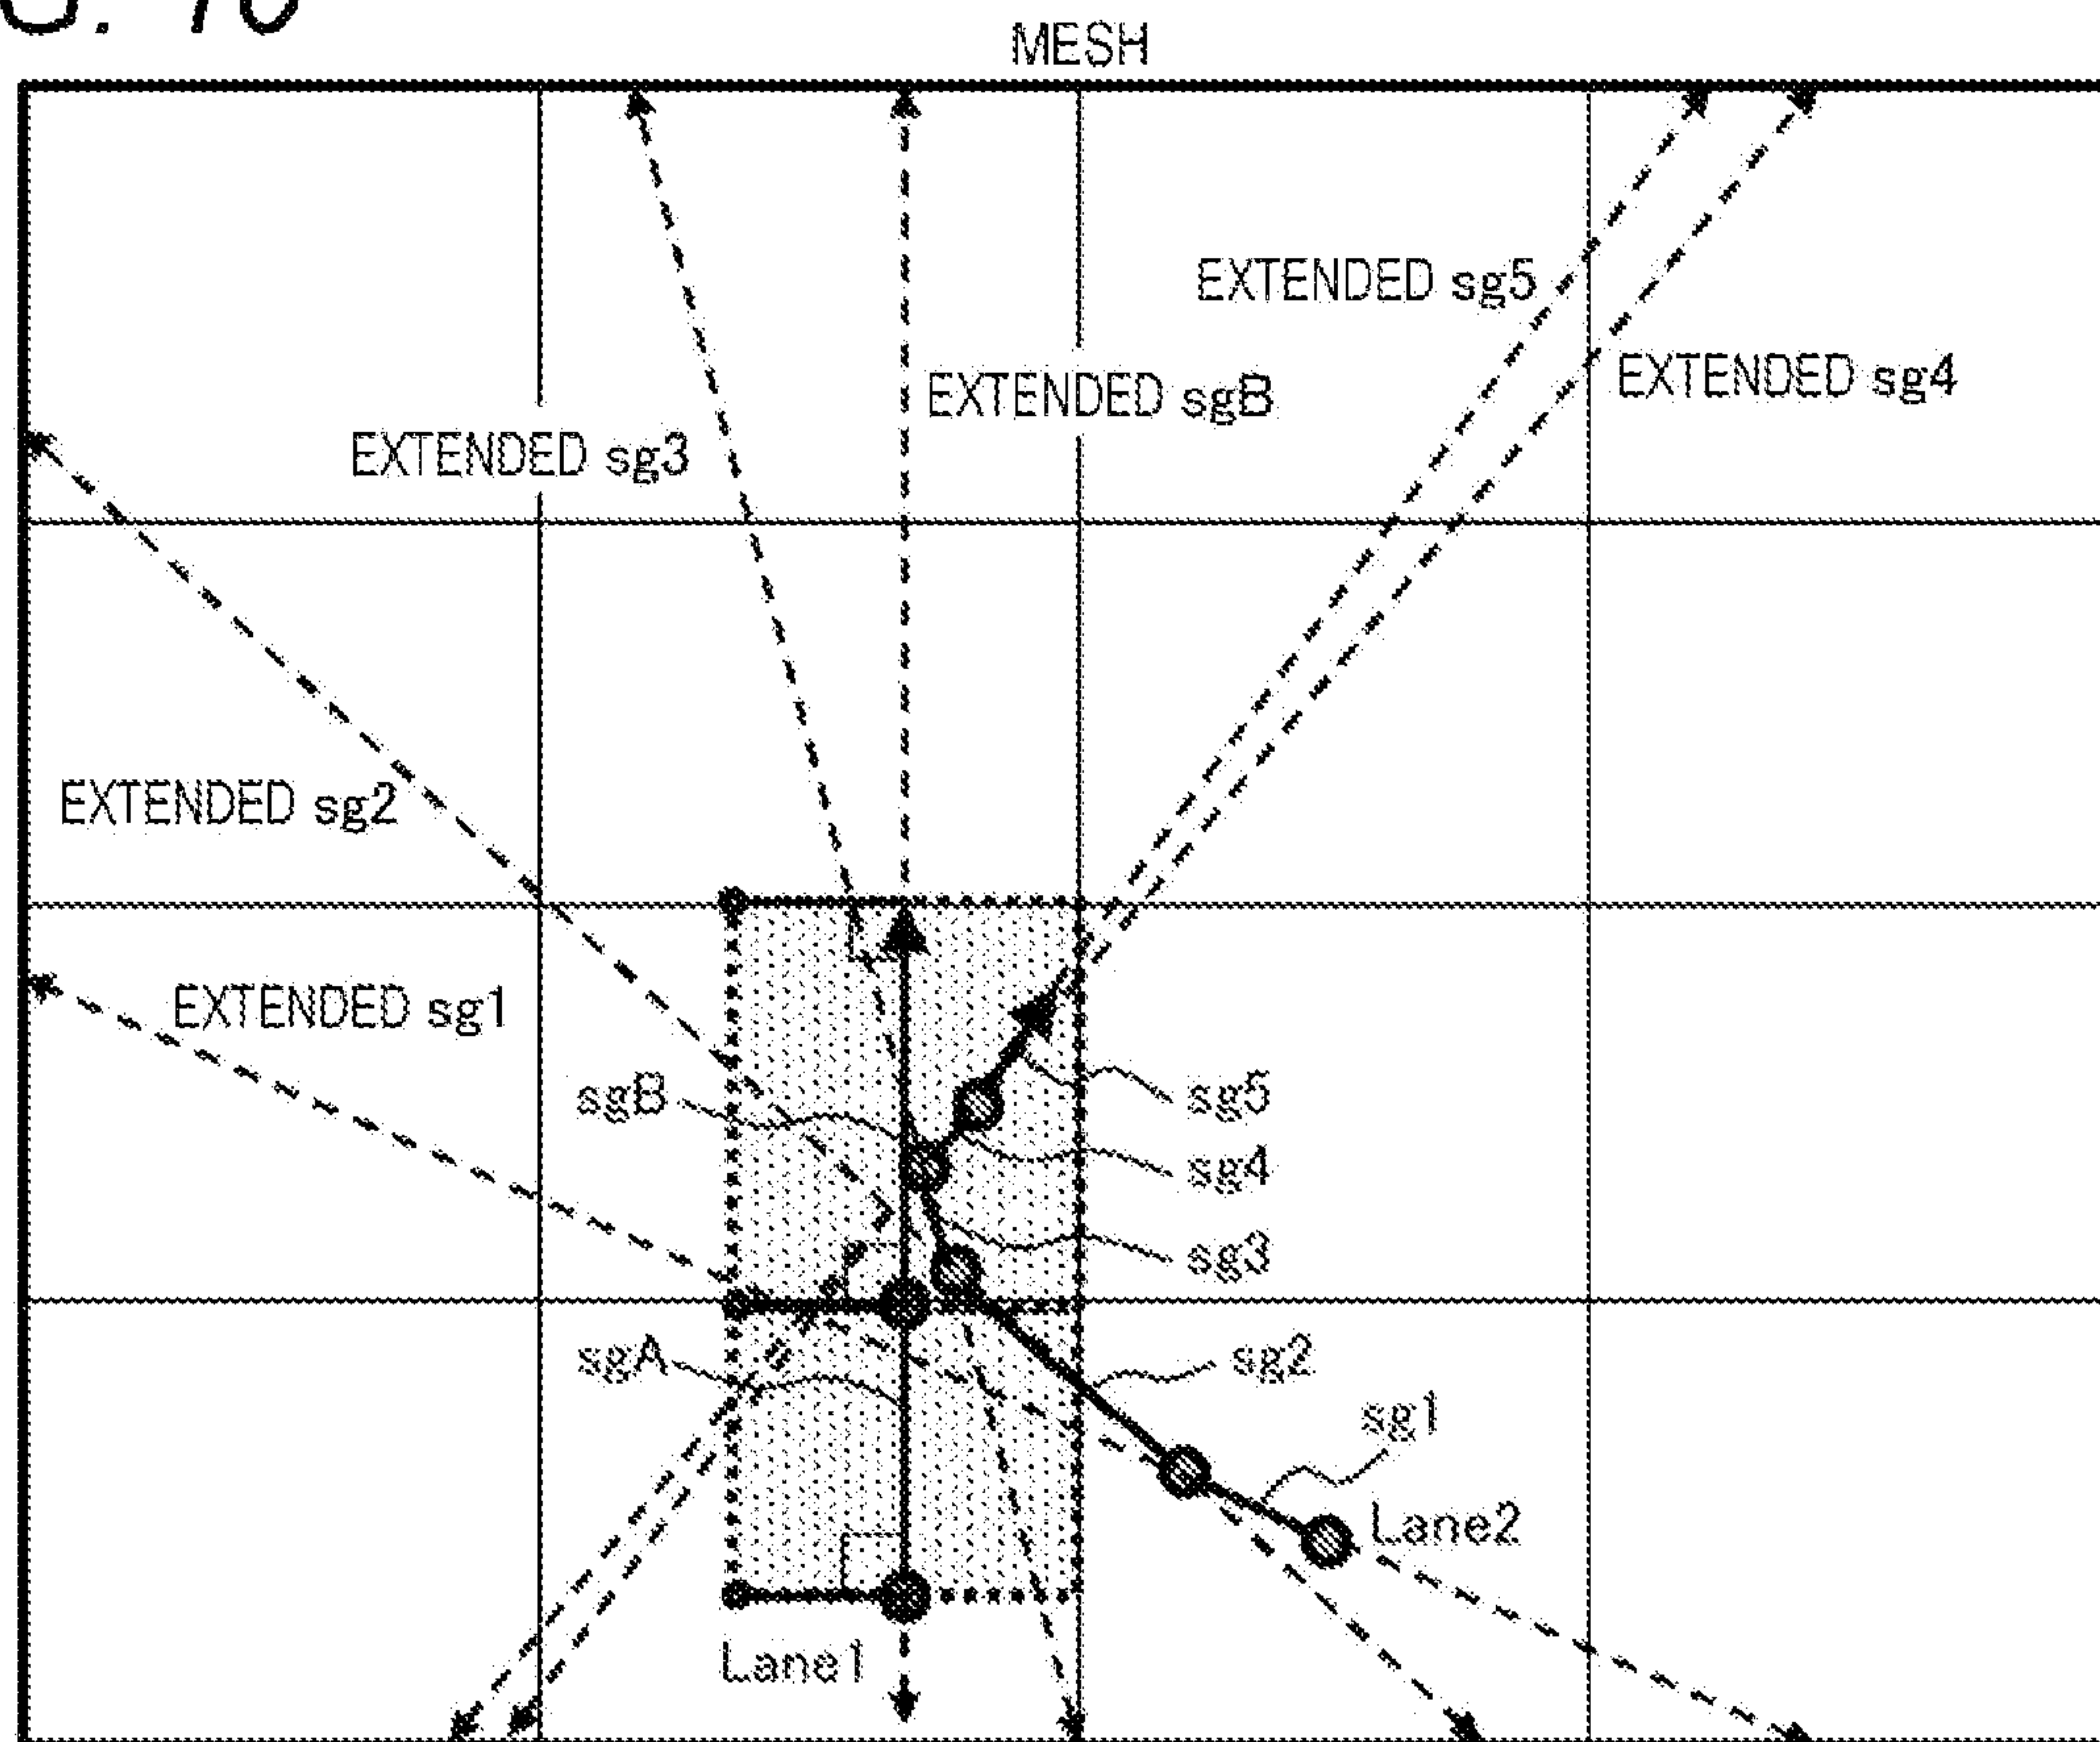 MESH
EXTENDED sg5
EXTENDED sg4
EXTENDED sgB
EXTENDED sg3
EXTENDED sg2
EXTENDED sg1
sgB
sg5
sg4
sg3
sgA
sg2
sg1
Lane2
Lane1